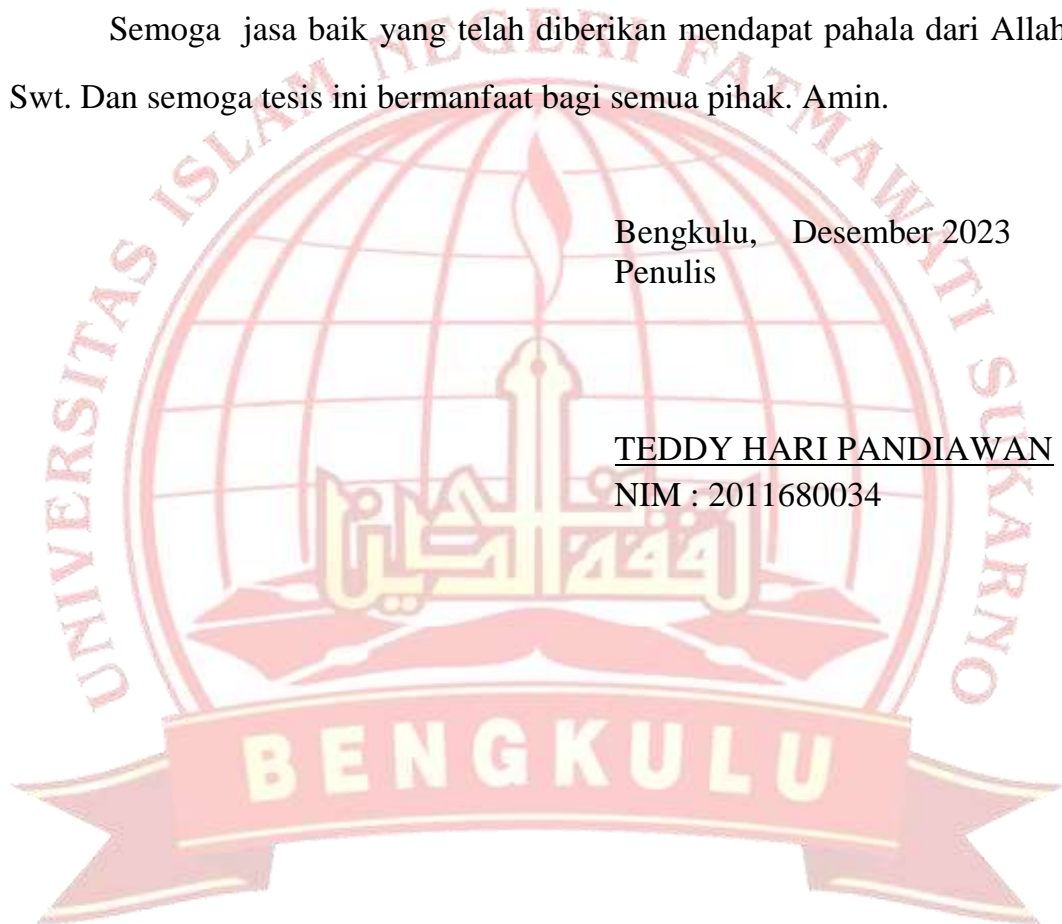 Semoga jasa baik yang telah diberikan mendapat pahala dari Allah
Swt. Dan semoga tesis ini bermanfaat bagi semua pihak. Amin.
Bengkulu, Desember 2023
Penulis
TEDDY HARI PANDIAWAN
NIM : 2011680034
UNIVERSITAS ISLAM NEGERI FATMAWATI SUKARNO
BENGKULU